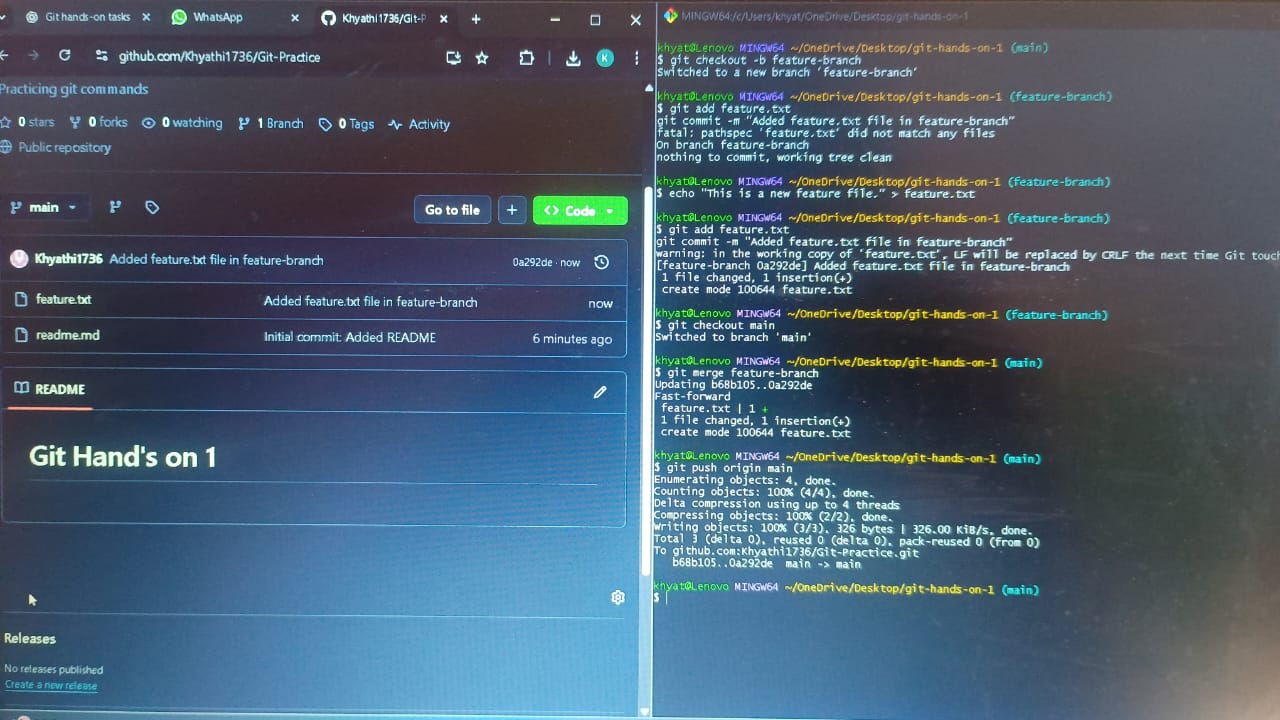 Git hands-on tasks
WhatsApp
Khyathi1736/Git-P
github.com/Khyathi1736/Git-Practice
K
Practicing git commands
0 stars 0 forks 0 watching 1 Branch 0 Tags Activity
Public repository
main
Go to file
+
<> Code
Khyathi1736 Added feature.txt file in feature-branch 0a292de · now
feature.txt Added feature.txt file in feature-branch now
readme.md Initial commit: Added README 6 minutes ago
README
Git Hand's on 1
Releases
No releases published
Create a new release
MINGW64:/c/Users/khyat/OneDrive/Desktop/git-hands-on-1
khyat@Lenovo MINGW64 ~/OneDrive/Desktop/git-hands-on-1 (main)
$ git checkout -b feature-branch
Switched to a new branch 'feature-branch'
khyat@Lenovo MINGW64 ~/OneDrive/Desktop/git-hands-on-1 (feature-branch)
$ git add feature.txt
git commit -m "Added feature.txt file in feature-branch"
fatal: pathspec 'feature.txt' did not match any files
On branch feature-branch
nothing to commit, working tree clean
khyat@Lenovo MINGW64 ~/OneDrive/Desktop/git-hands-on-1 (feature-branch)
$ echo "This is a new feature file." > feature.txt
khyat@Lenovo MINGW64 ~/OneDrive/Desktop/git-hands-on-1 (feature-branch)
$ git add feature.txt
git commit -m "Added feature.txt file in feature-branch"
warning: in the working copy of 'feature.txt', LF will be replaced by CRLF the next time Git touch
[feature-branch 0a292de] Added feature.txt file in feature-branch
1 file changed, 1 insertion(+)
create mode 100644 feature.txt
khyat@Lenovo MINGW64 ~/OneDrive/Desktop/git-hands-on-1 (feature-branch)
$ git checkout main
Switched to branch 'main'
khyat@Lenovo MINGW64 ~/OneDrive/Desktop/git-hands-on-1 (main)
$ git merge feature-branch
Updating b68b105..0a292de
Fast-forward
feature.txt | 1 +
1 file changed, 1 insertion(+)
create mode 100644 feature.txt
khyat@Lenovo MINGW64 ~/OneDrive/Desktop/git-hands-on-1 (main)
$ git push origin main
Enumerating objects: 4, done.
Counting objects: 100% (4/4), done.
Delta compression using up to 4 threads
Compressing objects: 100% (2/2), done.
Writing objects: 100% (3/3), 326 bytes | 326.00 KiB/s, done.
Total 3 (delta 0), reused 0 (delta 0), pack-reused 0 (from 0)
To github.com:Khyathi1736/Git-Practice.git
b68b105..0a292de main -> main
khyat@Lenovo MINGW64 ~/OneDrive/Desktop/git-hands-on-1 (main)
$